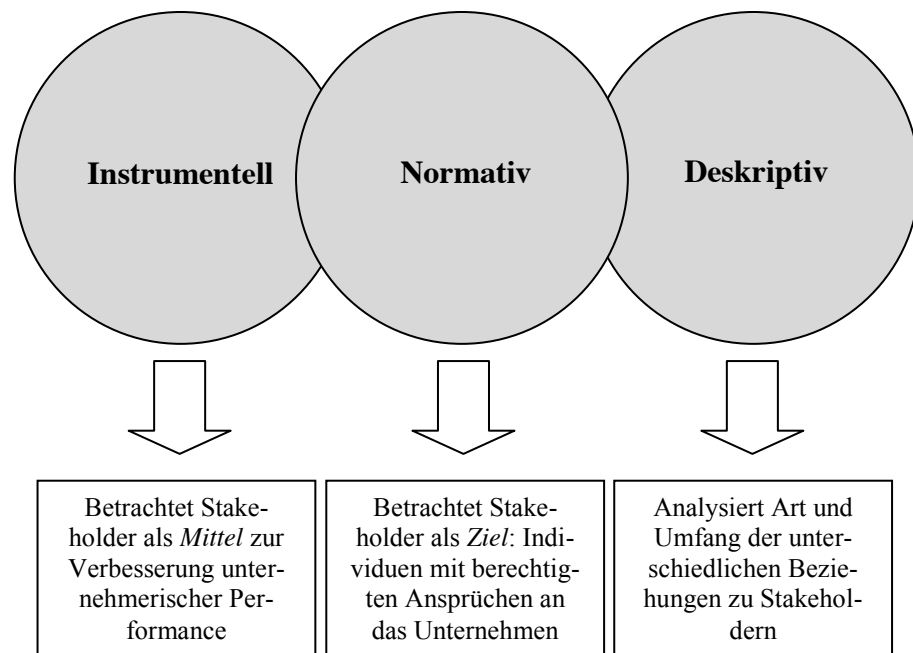 Instrumentell
Normativ
Deskriptiv
Betrachtet Stake-
holder als Mittel zur
Verbesserung unter-
nehmerischer Per-
formance
Betrachtet Stake-
holder als Ziel: Indi-
viduen mit berechtig-
ten Ansprüchen an
das Unternehmen
Analysiert Art und
Umfang der unter-
schiedlichen Bezie-
hungen zu Stakehol-
dern